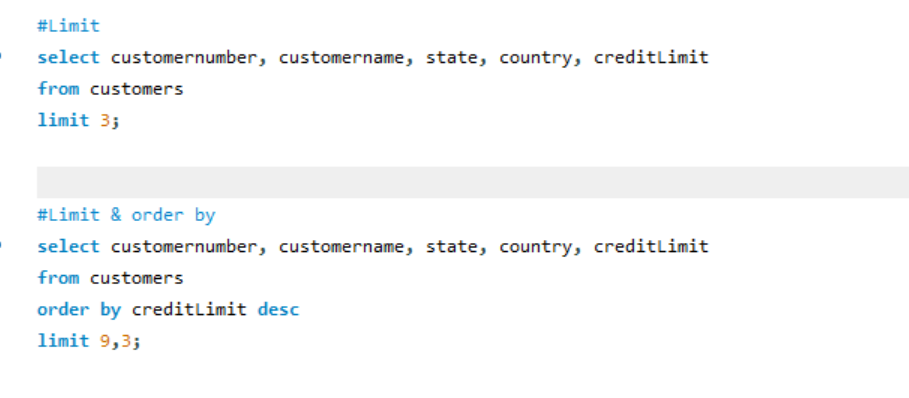 #Limit
select customernumber, customername, state, country, creditLimit
from customers
limit 3;
#Limit & order by
select customernumber, customername, state, country, creditLimit
from customers
order by creditLimit desc
limit 9,3;